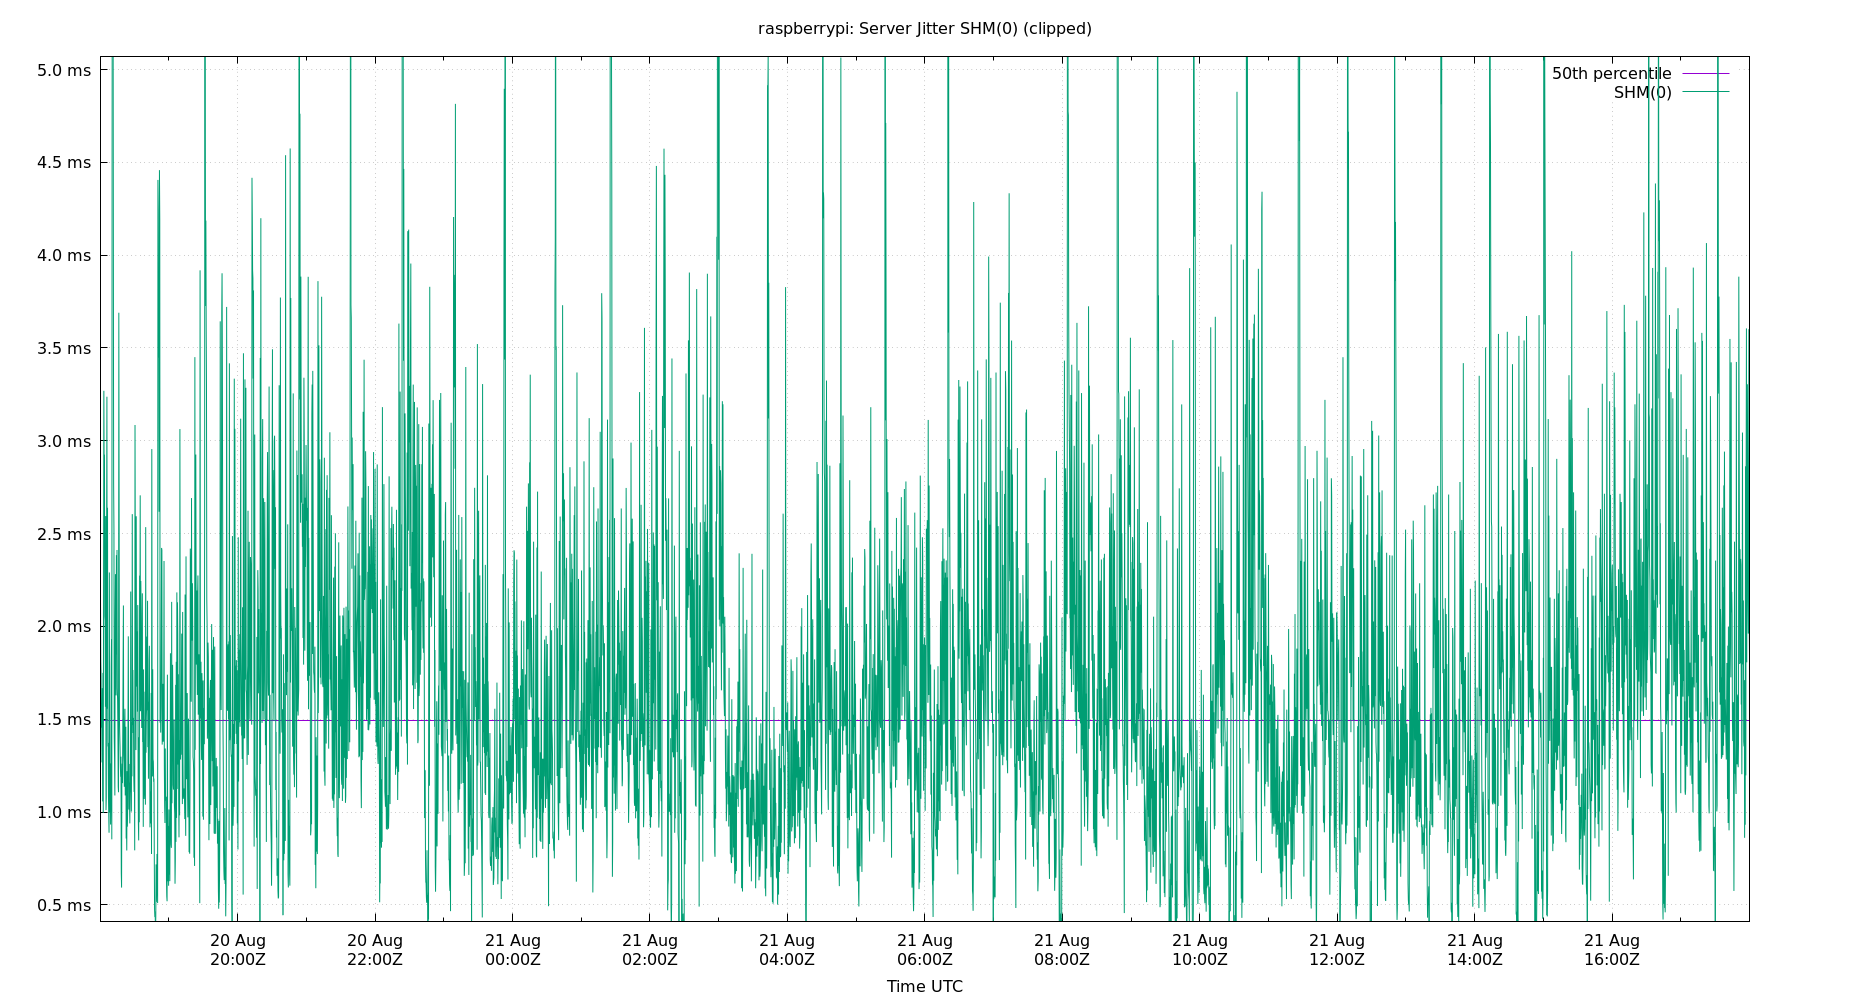 raspberrypi: Server Jitter SHM(0) (clipped)
50th percentile
SHM(0)
5.0 ms
4.5 ms
4.0 ms
3.5 ms
3.0 ms
2.5 ms
2.0 ms
1.5 ms
1.0 ms
0.5 ms
20 Aug 20 Aug 21 Aug 21 Aug 21 Aug 21 Aug 21 Aug 21 Aug 21 Aug 21 Aug 21 Aug
20:00Z 22:00Z 00:00Z 02:00Z 04:00Z 06:00Z 08:00Z 10:00Z 12:00Z 14:00Z 16:00Z
Time UTC